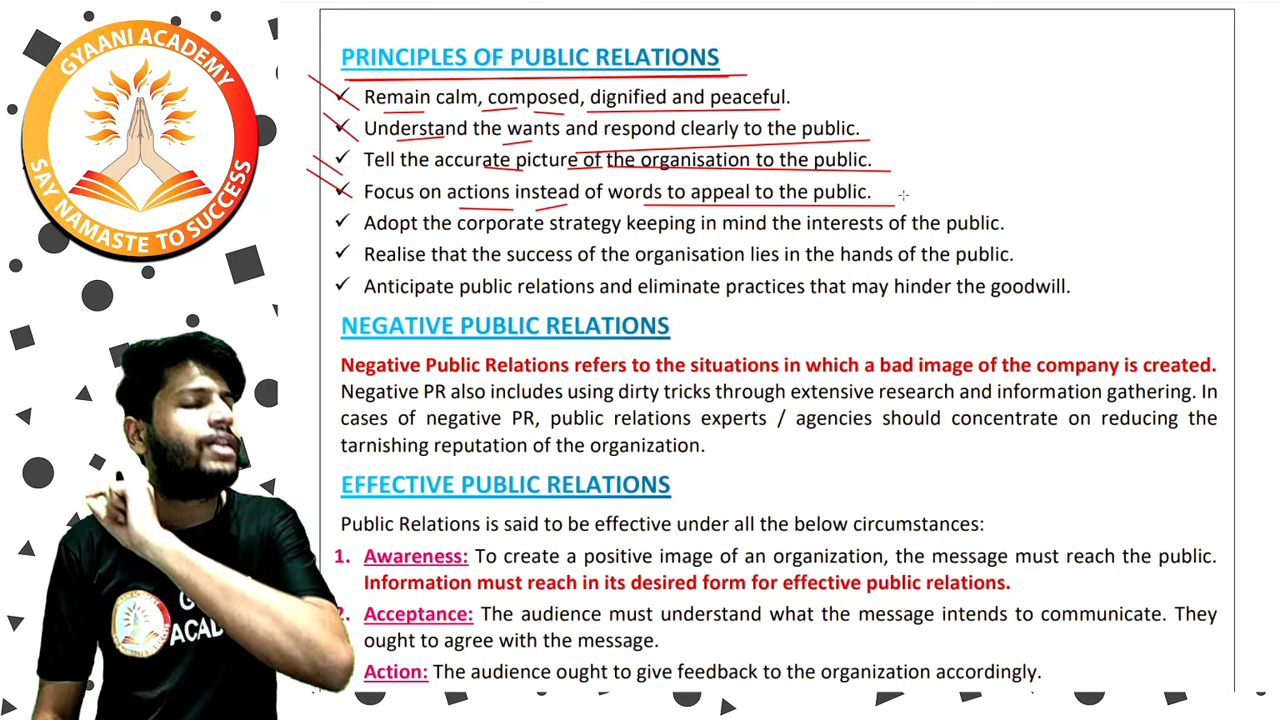 GYAANI ACADEMY
SAY NAMASTE TO SUCCESS
PRINCIPLES OF PUBLIC RELATIONS
✓ Remain calm, composed, dignified and peaceful.
✓ Understand the wants and respond clearly to the public.
✓ Tell the accurate picture of the organisation to the public.
✓ Focus on actions instead of words to appeal to the public.
✓ Adopt the corporate strategy keeping in mind the interests of the public.
✓ Realise that the success of the organisation lies in the hands of the public.
✓ Anticipate public relations and eliminate practices that may hinder the goodwill.
NEGATIVE PUBLIC RELATIONS
Negative Public Relations refers to the situations in which a bad image of the company is created.
Negative PR also includes using dirty tricks through extensive research and information gathering. In
cases of negative PR, public relations experts / agencies should concentrate on reducing the
tarnishing reputation of the organization.
EFFECTIVE PUBLIC RELATIONS
Public Relations is said to be effective under all the below circumstances:
1. Awareness: To create a positive image of an organization, the message must reach the public.
Information must reach in its desired form for effective public relations.
2. Acceptance: The audience must understand what the message intends to communicate. They
ought to agree with the message.
Action: The audience ought to give feedback to the organization accordingly.
G
ACAD